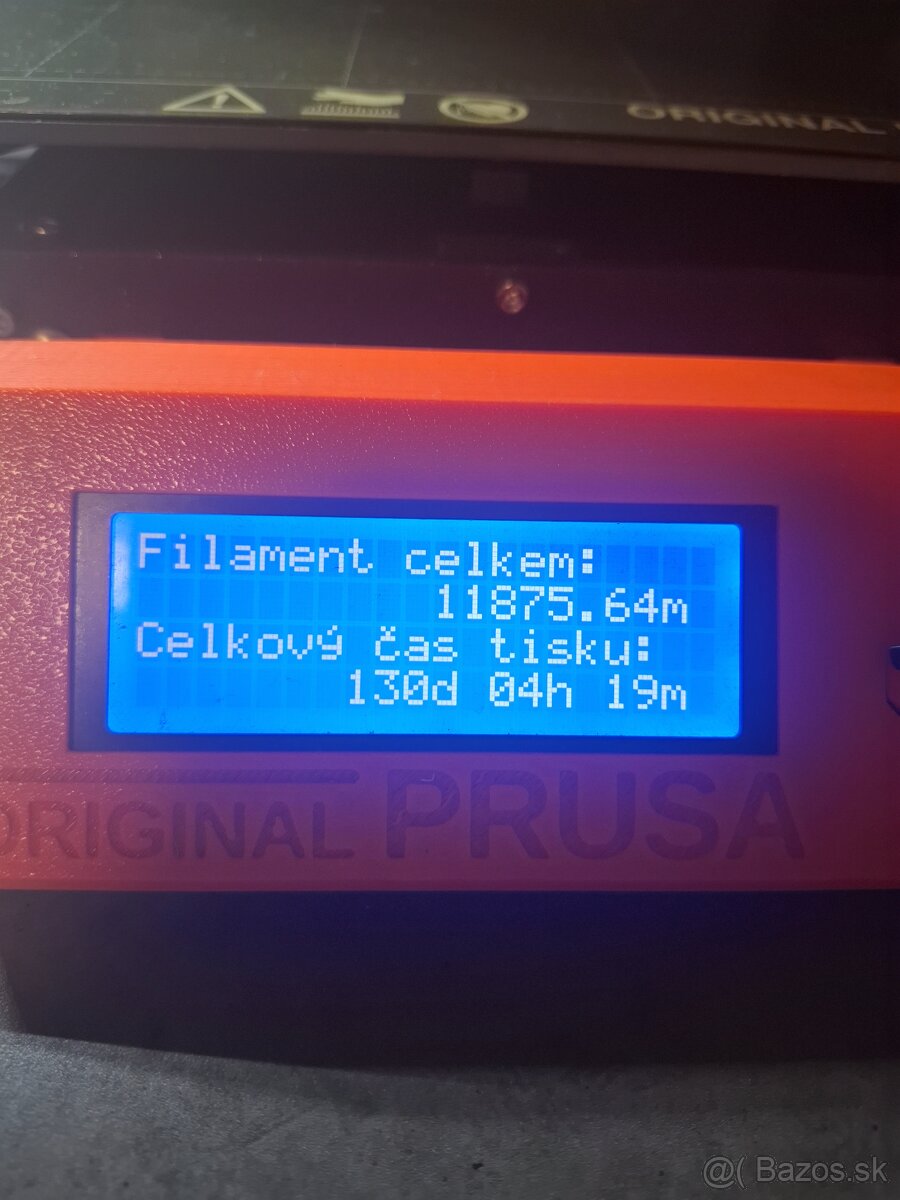 ORIGINAL
Filament celkem:
11875.64m
Celkový čas tisku:
130d 04h 19m
ORIGINAL PRUSA
@( Bazos.sk